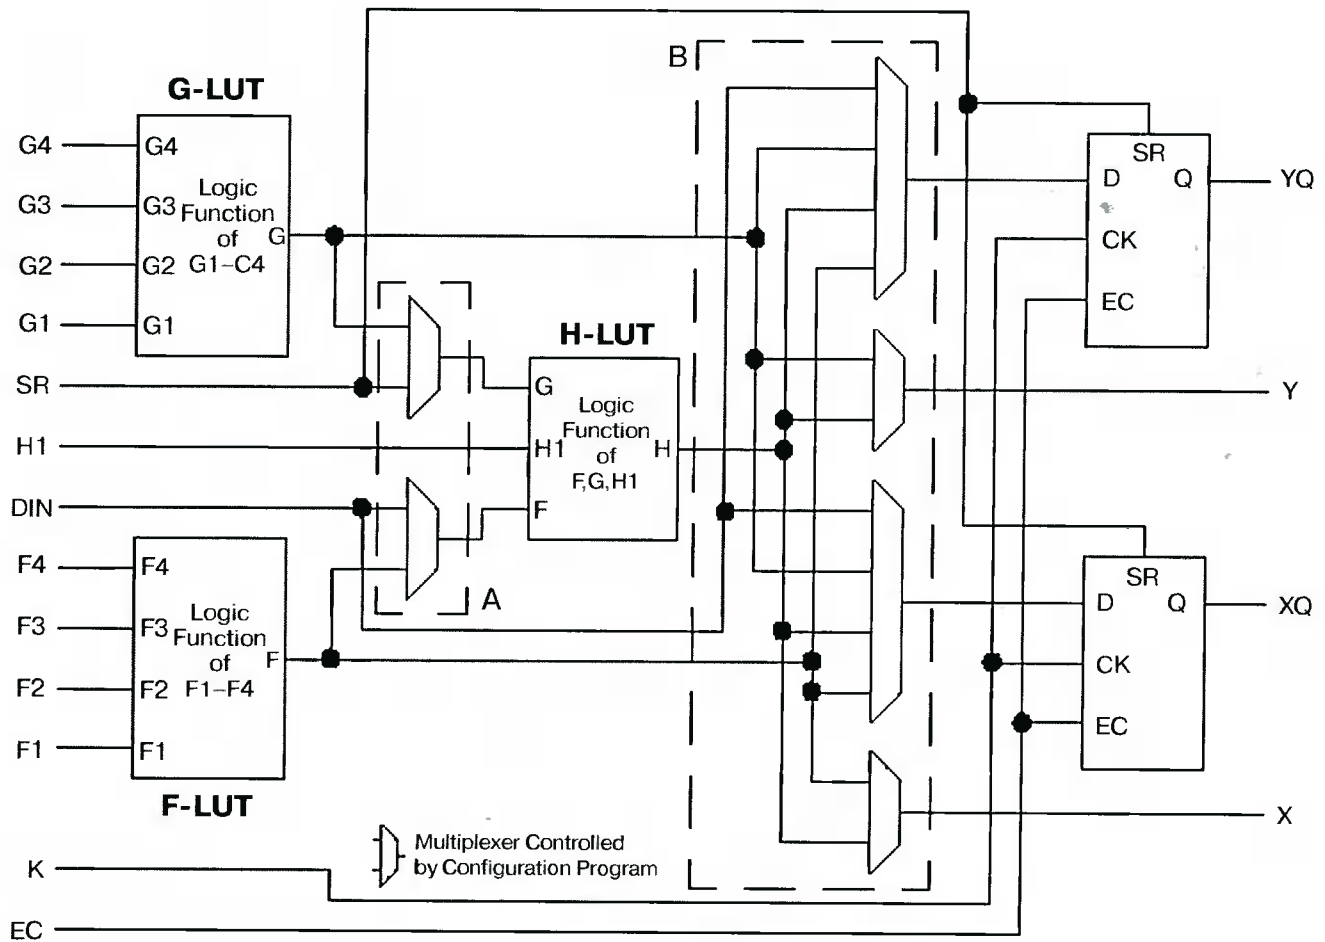 B
G-LUT
G4
G4
SR
Logic
D
Q
YQ
G3
G3
Function
of
G
CK
G2
G2
G1-C4
EC
H-LUT
G1
G1
SR
G
Y
Logic
Function
H1
H1
of
H
F,G,H1
DIN
F
F4
F4
SR
A
D
Q
XQ
Logic
F3
F3
Function
of
F
CK
F2
F2
F1-F4
EC
F1
F1
F-LUT
X
Multiplexer Controlled
by Configuration Program
K
EC